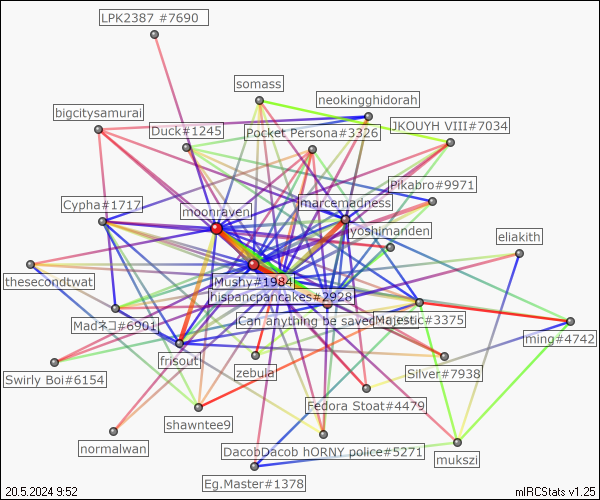 LPK2387 #7690
somass
neokingghidorah
bigcitysamurai
Duck#1245
Pocket Persona#3326
JKOUYH VIII#7034
Pikabro#9971
Cypha#1717
moonraven
marcemadness
yoshimanden
eliakith
thesecondtwat
Mushy#1984
hispancpancakes#2928
Can anything be saved
Majestic#3375
Madネコ#6901
ming#4742
frisout
Swirly Boi#6154
zebula
Silver#7938
Fedora Stoat#4479
shawntee9
normalwan
DacobDacob hORNY police#5271
mukszi
Eg.Master#1378
20.5.2024 9:52
mIRCStats v1.25